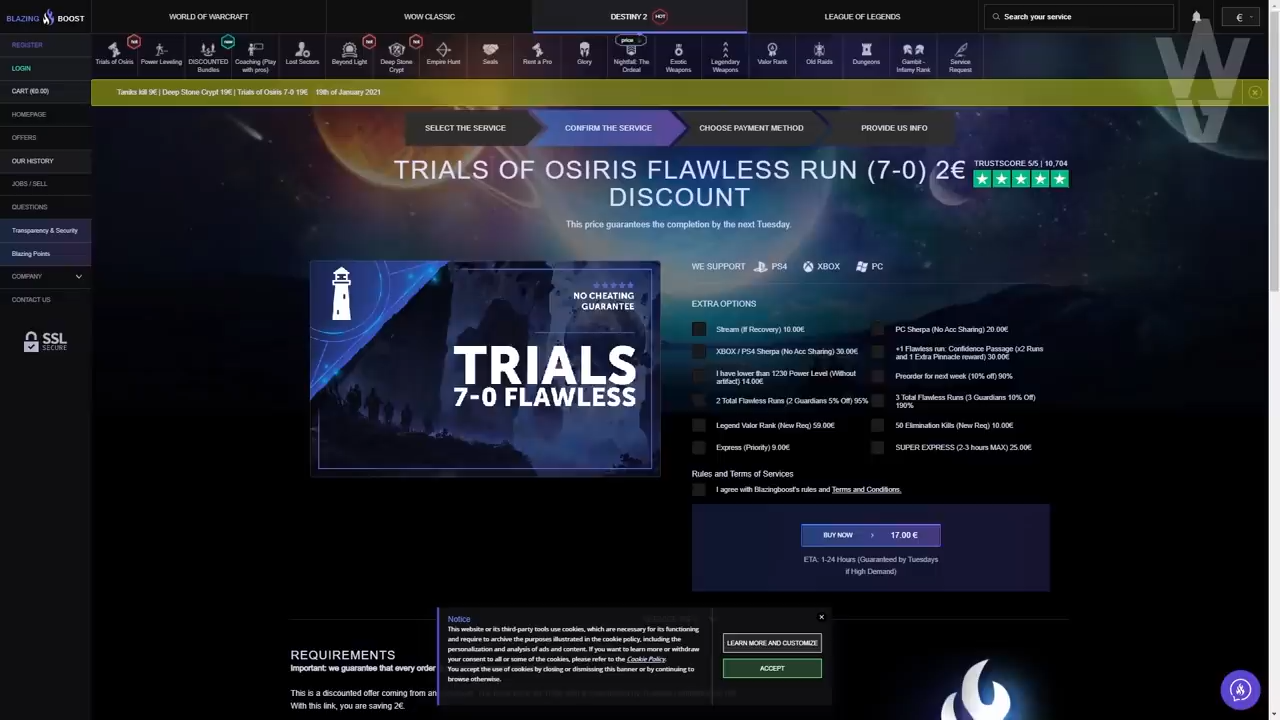 BLAZING BOOST
WORLD OF WARCRAFT
WOW CLASSIC
DESTINY 2 HOT
LEAGUE OF LEGENDS
Search your service
€
REGISTER
LOGIN
CART (€0.00)
HOMEPAGE
OFFERS
OUR HISTORY
JOBS / SELL
QUESTIONS
Transparency & Security
Blazing Points
COMPANY
CONTACT US
SSL
SECURE
hot
Trials of Osiris
Power Leveling
new
DISCOUNTED
Bundles
Coaching (Play
with pros)
Lost Sectors
hot
Beyond Light
hot
Deep Stone
Crypt
Empire Hunt
Seals
Rent a Pro
Glory
price
Nightfall: The
Ordeal
Exotic
Weapons
Legendary
Weapons
Valor Rank
Old Raids
Dungeons
Gambit -
Infamy Rank
Service
Request
Taniks kill 9€ | Deep Stone Crypt 19€ | Trials of Osiris 7-0 19€
19th of January 2021
SELECT THE SERVICE
CONFIRM THE SERVICE
CHOOSE PAYMENT METHOD
PROVIDE US INFO
TRIALS OF OSIRIS FLAWLESS RUN (7-0) 2€
DISCOUNT
TRUSTSCORE 5/5 | 10,704
This price guarantees the completion by the next Tuesday.
NO CHEATING
GUARANTEE
TRIALS
7-0 FLAWLESS
WE SUPPORT PS4 XBOX PC
EXTRA OPTIONS
Stream (If Recovery) 10.00€
PC Sherpa (No Acc Sharing) 20.00€
XBOX / PS4 Sherpa (No Acc Sharing) 30.00€
+1 Flawless run: Confidence Passage (x2 Runs
and 1 Extra Pinnacle reward) 30.00€
I have lower than 1230 Power Level (Without
artifact) 14.00€
Preorder for next week (10% off) 90%
2 Total Flawless Runs (2 Guardians 5% Off) 95%
3 Total Flawless Runs (3 Guardians 10% Off)
190%
Legend Valor Rank (New Req) 59.00€
50 Elimination Kills (New Req) 10.00€
Express (Priority) 9.00€
SUPER EXPRESS (2-3 hours MAX) 25.00€
Rules and Terms of Services
I agree with Blazingboost's rules and Terms and Conditions.
BUY NOW › 17.00 €
ETA: 1-24 Hours (Guaranteed by Tuesdays
if High Demand)
REQUIREMENTS
Important: we guarantee that every order
This is a discounted offer coming from an
With this link, you are saving 2€.
Notice
This website or its third-party tools use cookies, which are necessary for its functioning
and require to archive the purposes illustrated in the cookie policy, including the
personalization and analysis of ads and content. If you want to learn more or withdraw
your consent to all or some of the cookies, please refer to the Cookie Policy.
You accept the use of cookies by closing or dismissing this banner or by continuing to
browse otherwise.
LEARN MORE AND CUSTOMIZE
ACCEPT